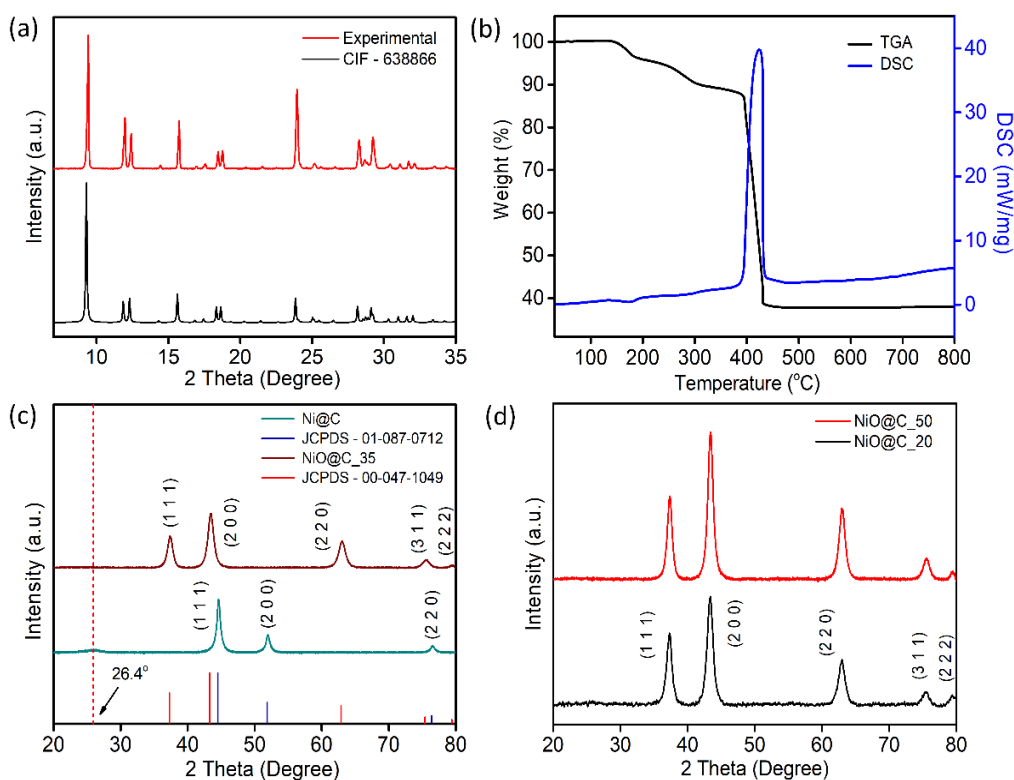 (a)
Experimental
CIF - 638866
Intensity (a.u.)
10 15 20 25 30 35
2 Theta (Degree)
(b)
TGA
DSC
Weight (%)
100
90
80
70
60
50
40
DSC (mW/mg)
40
30
20
10
0
100 200 300 400 500 600 700 800
Temperature (°C)
(c)
Ni@C
JCPDS - 01-087-0712
NiO@C_35
JCPDS - 00-047-1049
Intensity (a.u.)
(1 1 1)
(2 0 0)
(2 2 0)
(3 1 1)
(2 2 2)
(1 1 1)
(2 0 0)
(2 2 0)
26.4°
20 30 40 50 60 70 80
2 Theta (Degree)
(d)
NiO@C_50
NiO@C_20
Intensity (a.u.)
(1 1 1)
(2 0 0)
(2 2 0)
(3 1 1)
(2 2 2)
20 30 40 50 60 70 80
2 Theta (Degree)